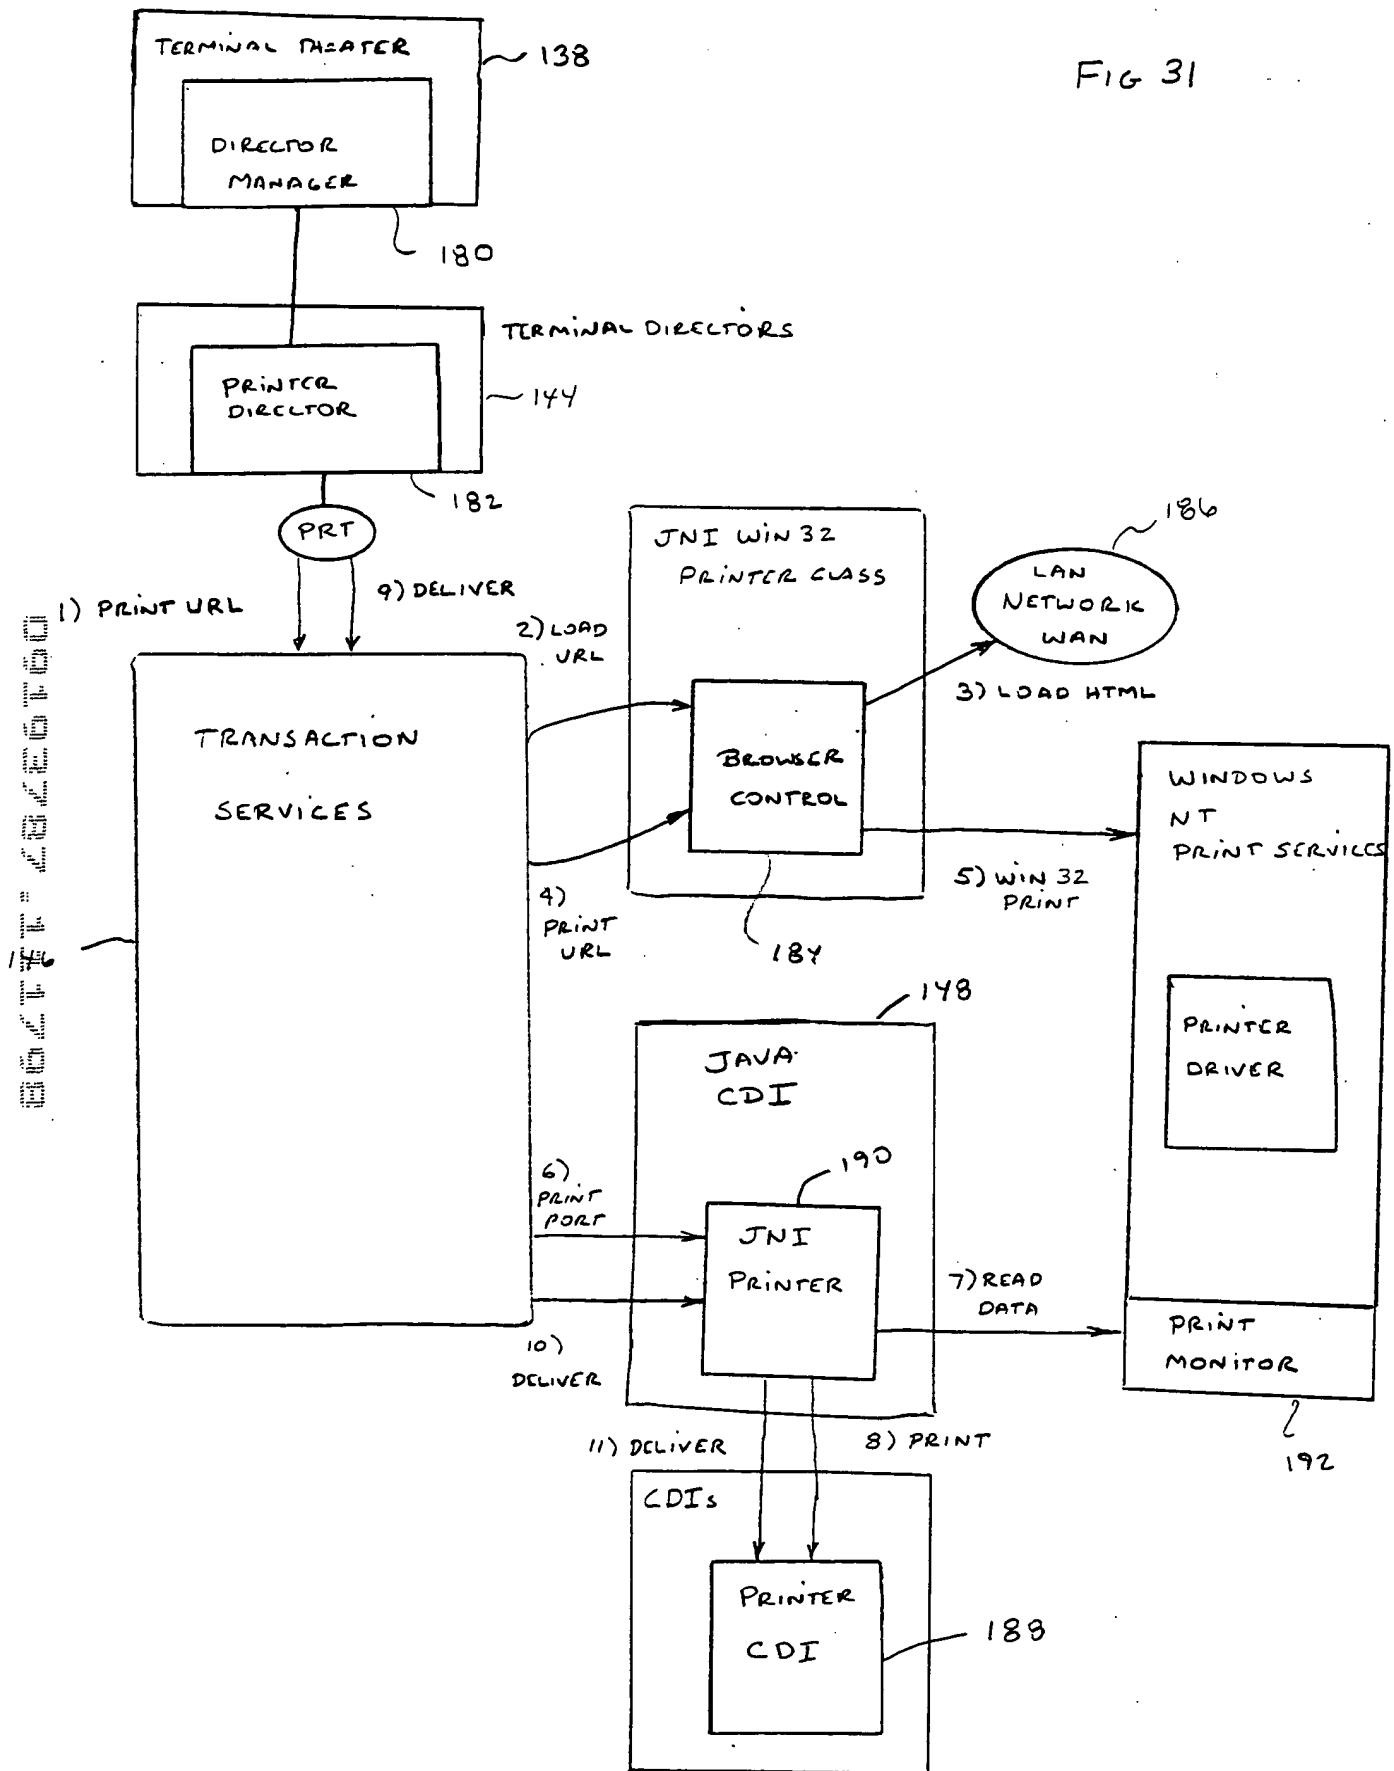 FIG 31
TERMINAL THEATER
138
DIRECTOR
MANAGER
180
TERMINAL DIRECTORS
PRINTER
DIRECTOR
144
182
PRT
1) PRINT URL
9) DELIVER
2) LOAD
URL
JNI WIN 32
PRINTER CLASS
186
LAN
NETWORK
WAN
3) LOAD HTML
TRANSACTION
SERVICES
BROWSER
CONTROL
WINDOWS
NT
PRINT SERVICES
4)
PRINT
URL
184
5) WIN 32
PRINT
146
09193787.111798
148
JAVA
CDI
PRINTER
DRIVER
190
6)
PRINT
PORT
JNI
PRINTER
7) READ
DATA
10)
DELIVER
PRINT
MONITOR
192
11) DELIVER
8) PRINT
CDIs
PRINTER
CDI
188